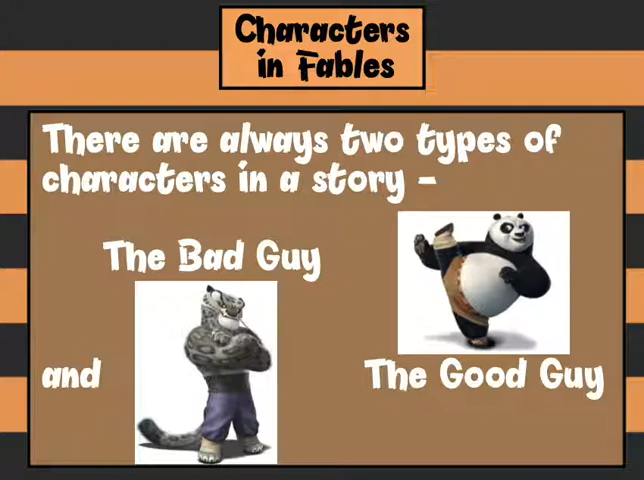 Characters
in Fables
There are always two types of
characters in a story -
The Bad Guy
and
The Good Guy